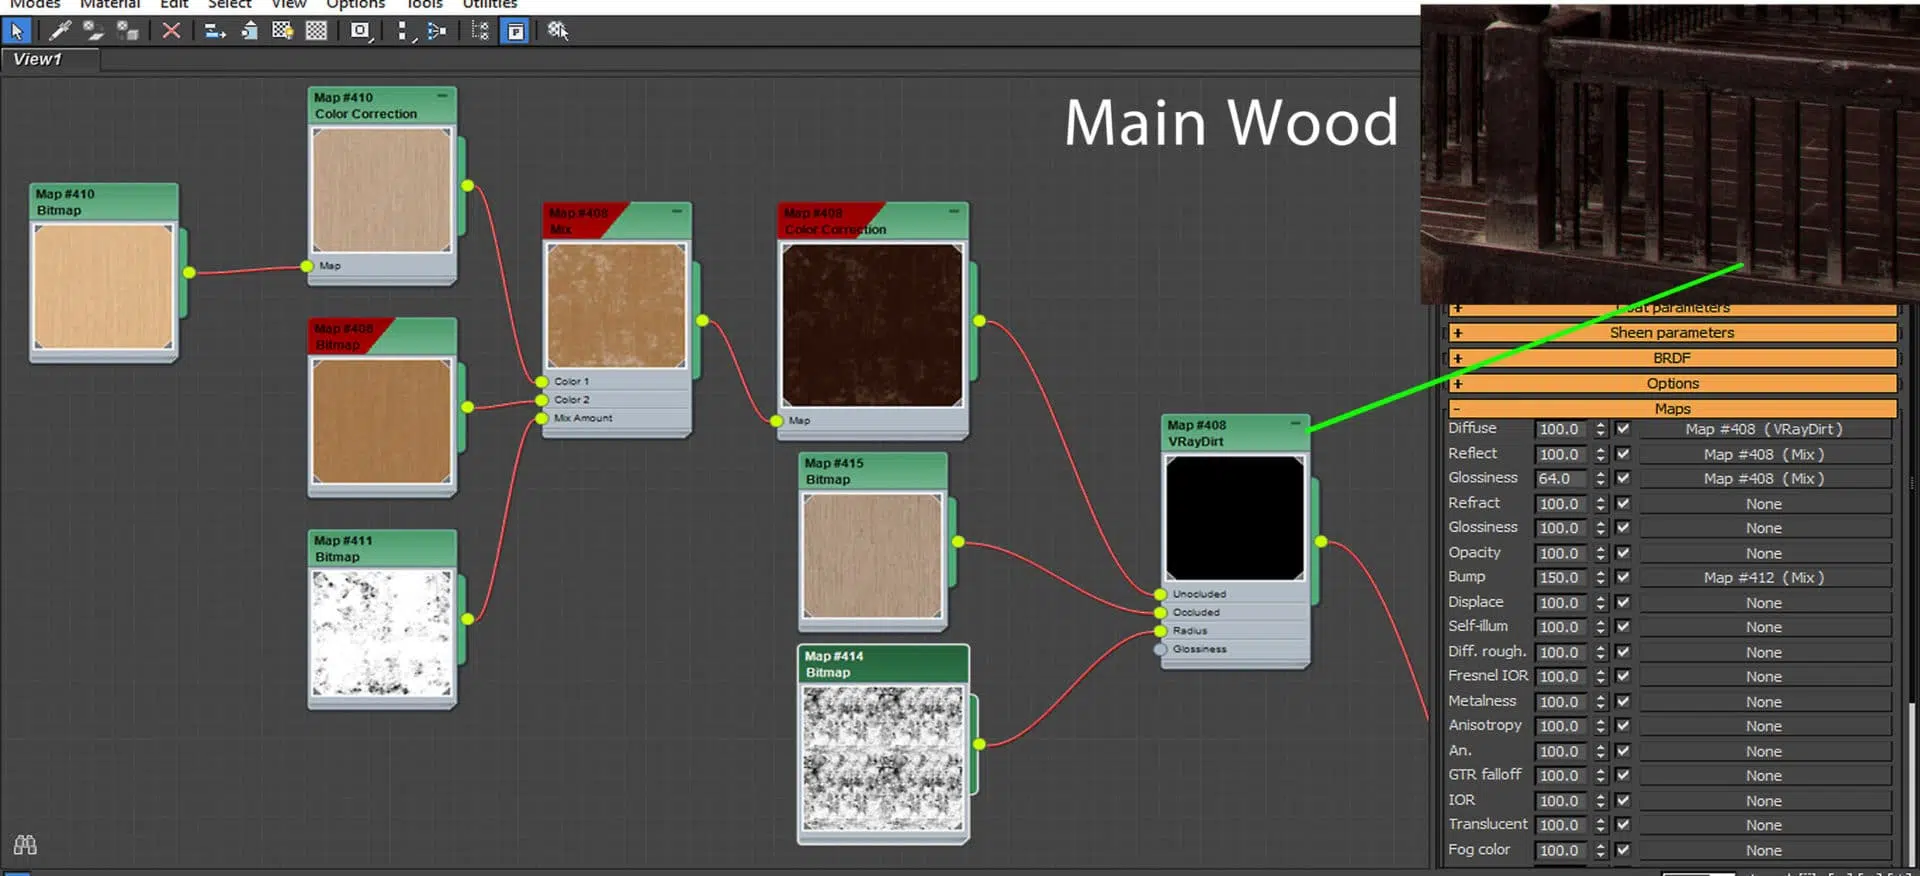 Modes Material Edit Select View Options Tools Utilities
View1
Main Wood
Map #410
Color Correction
Map
Map #410
Bitmap
Map #408
Bitmap
Map #411
Bitmap
Map #408
Mix
Color 1
Color 2
Mix Amount
Map #408
Color Correction
Map
Map #415
Bitmap
Map #414
Bitmap
Map #408
VRayDirt
Unocluded
Occluded
Radius
Glossiness
+ Coat parameters
+ Sheen parameters
+ BRDF
+ Options
- Maps
Diffuse 100.0 Map #408 (VRayDirt)
Reflect 100.0 Map #408 (Mix)
Glossiness 64.0 Map #408 (Mix)
Refract 100.0 None
Glossiness 100.0 None
Opacity 100.0 None
Bump 150.0 Map #412 (Mix)
Displace 100.0 None
Self-illum 100.0 None
Diff. rough. 100.0 None
Fresnel IOR 100.0 None
Metalness 100.0 None
Anisotropy 100.0 None
An. 100.0 None
GTR falloff 100.0 None
IOR 100.0 None
Translucent 100.0 None
Fog color 100.0 None